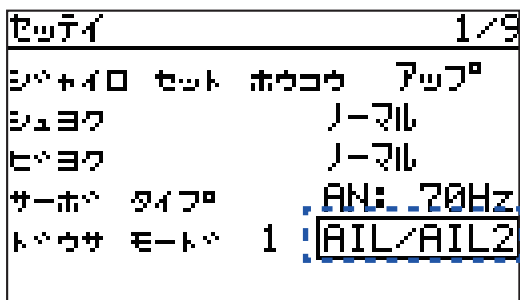 セッテイ 1/9
ジャイロ セット ホウコウ アップ
シュヨク ノーマル
ビヨク ノーマル
サーボ タイプ AN: 70Hz
ドウサ モード 1 AIL/AIL2